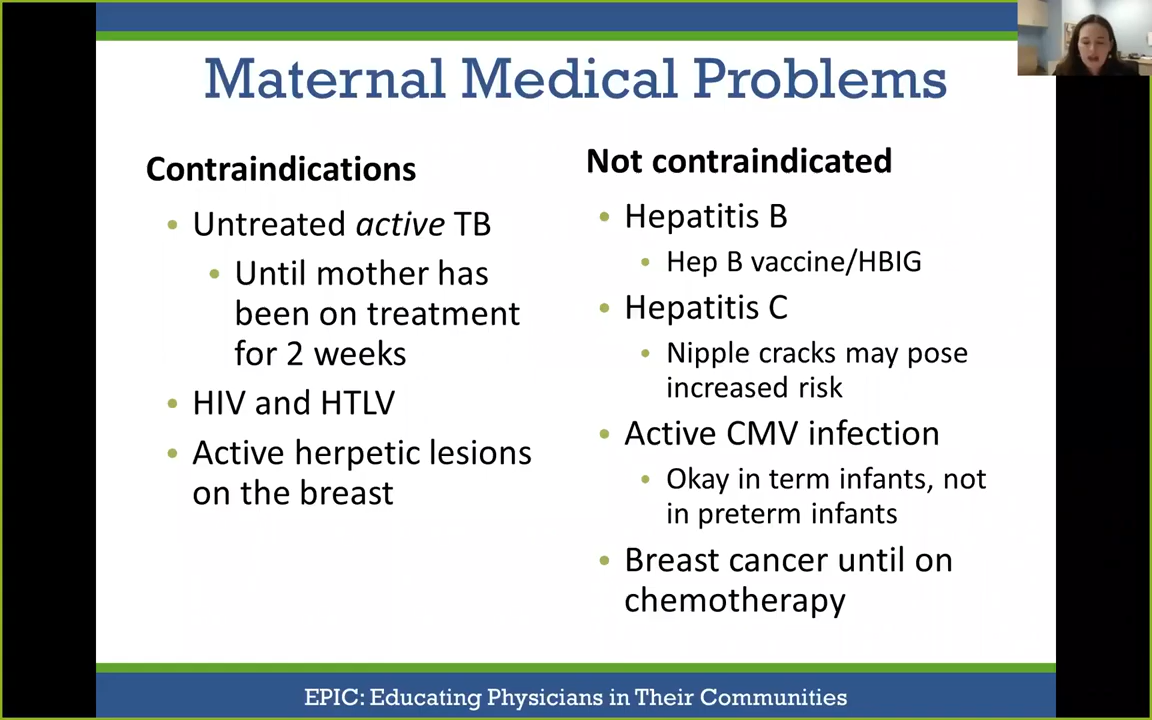 Maternal Medical Problems
Contraindications
• Untreated active TB
• Until mother has
been on treatment
for 2 weeks
• HIV and HTLV
• Active herpetic lesions
on the breast
Not contraindicated
• Hepatitis B
• Hep B vaccine/HBIG
• Hepatitis C
• Nipple cracks may pose
increased risk
• Active CMV infection
• Okay in term infants, not
in preterm infants
• Breast cancer until on
chemotherapy
EPIC: Educating Physicians in Their Communities